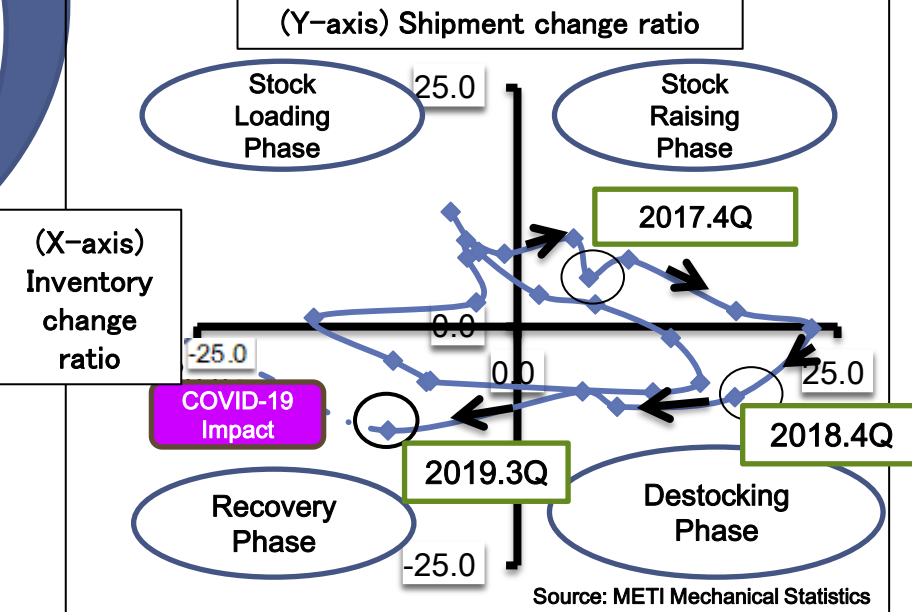 (Y-axis) Shipment change ratio
Stock
Loading
Phase
25.0
Stock
Raising
Phase
2017.4Q
(X-axis)
Inventory
change
ratio
0.0
-25.0
0.0
25.0
COVID-19
Impact
2018.4Q
2019.3Q
Recovery
Phase
Destocking
Phase
-25.0
Source: METI Mechanical Statistics